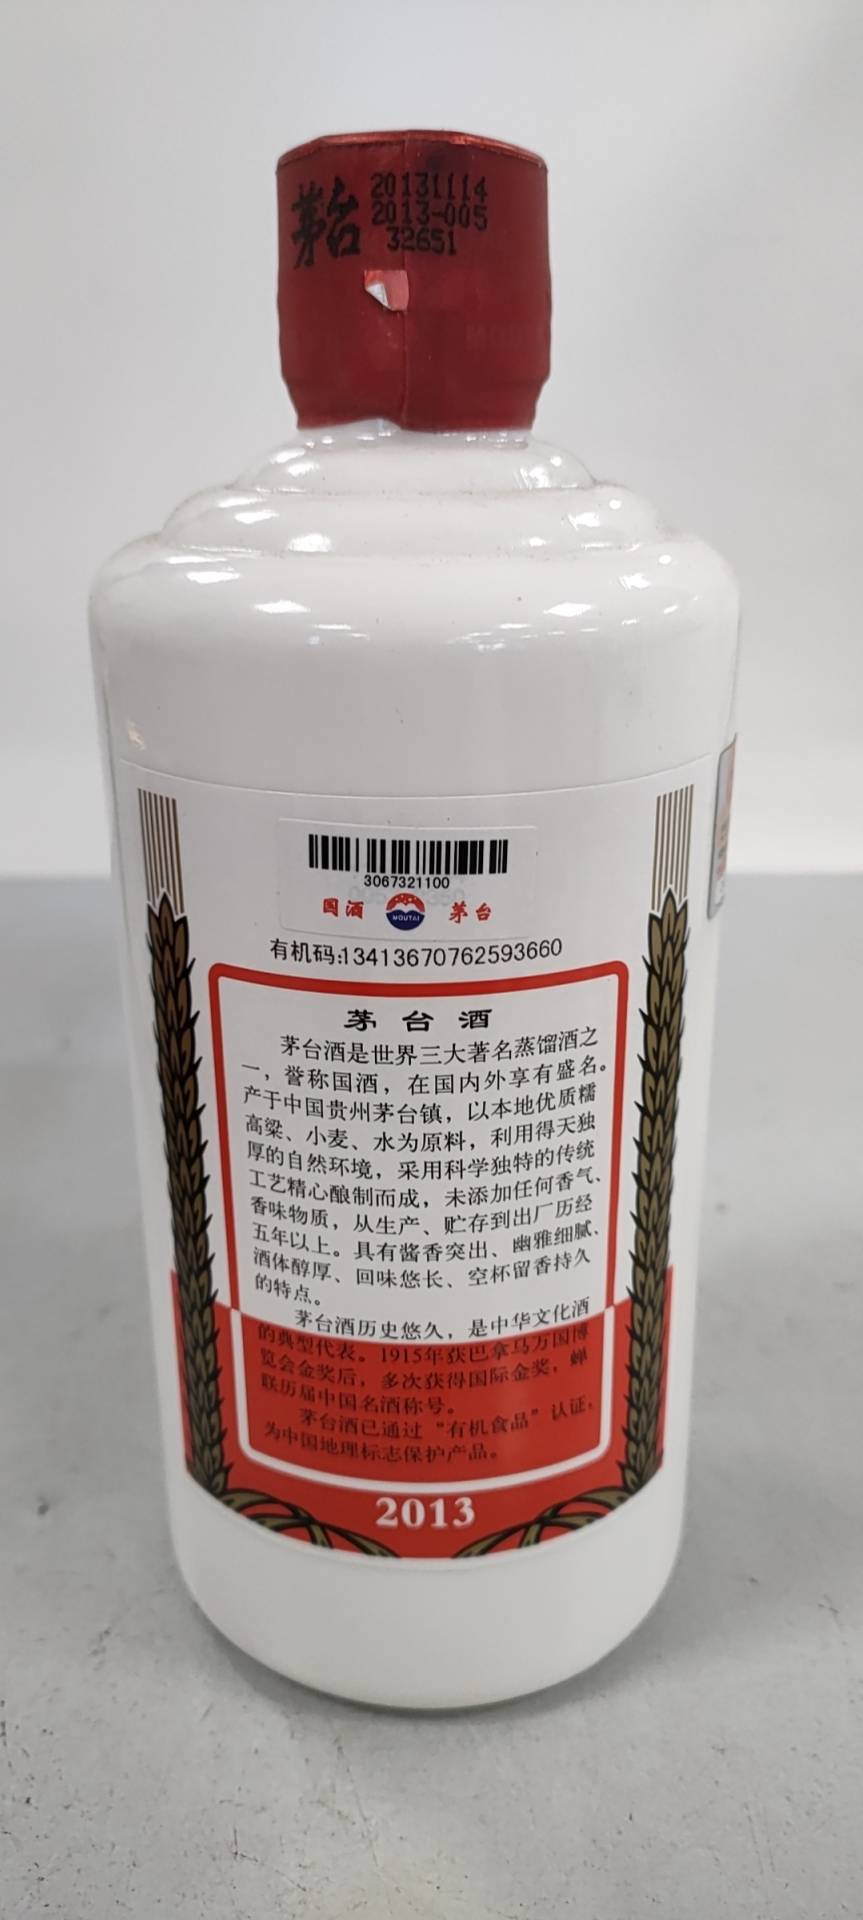 茅台
20131114
2013-005
32651
3067321100
国酒 MOUTAI 茅台
有机码:13413670762593660
茅台酒
茅台酒是世界三大著名蒸馏酒之
一，誉称国酒，在国内外享有盛名。
产于中国贵州茅台镇，以本地优质糯
高粱、小麦、水为原料，利用得天独
厚的自然环境，采用科学独特的传统
工艺精心酿制而成，未添加任何香气、
香味物质，从生产、贮存到出厂历经
五年以上。具有酱香突出、幽雅细腻、
酒体醇厚、回味悠长、空杯留香持久
的特点。
茅台酒历史悠久，是中华文化酒
的典型代表。1915年获巴拿马万国博
览会金奖后，多次获得国际金奖，蝉
联历届中国名酒称号。
茅台酒已通过“有机食品”认证，
为中国地理标志保护产品。
2013